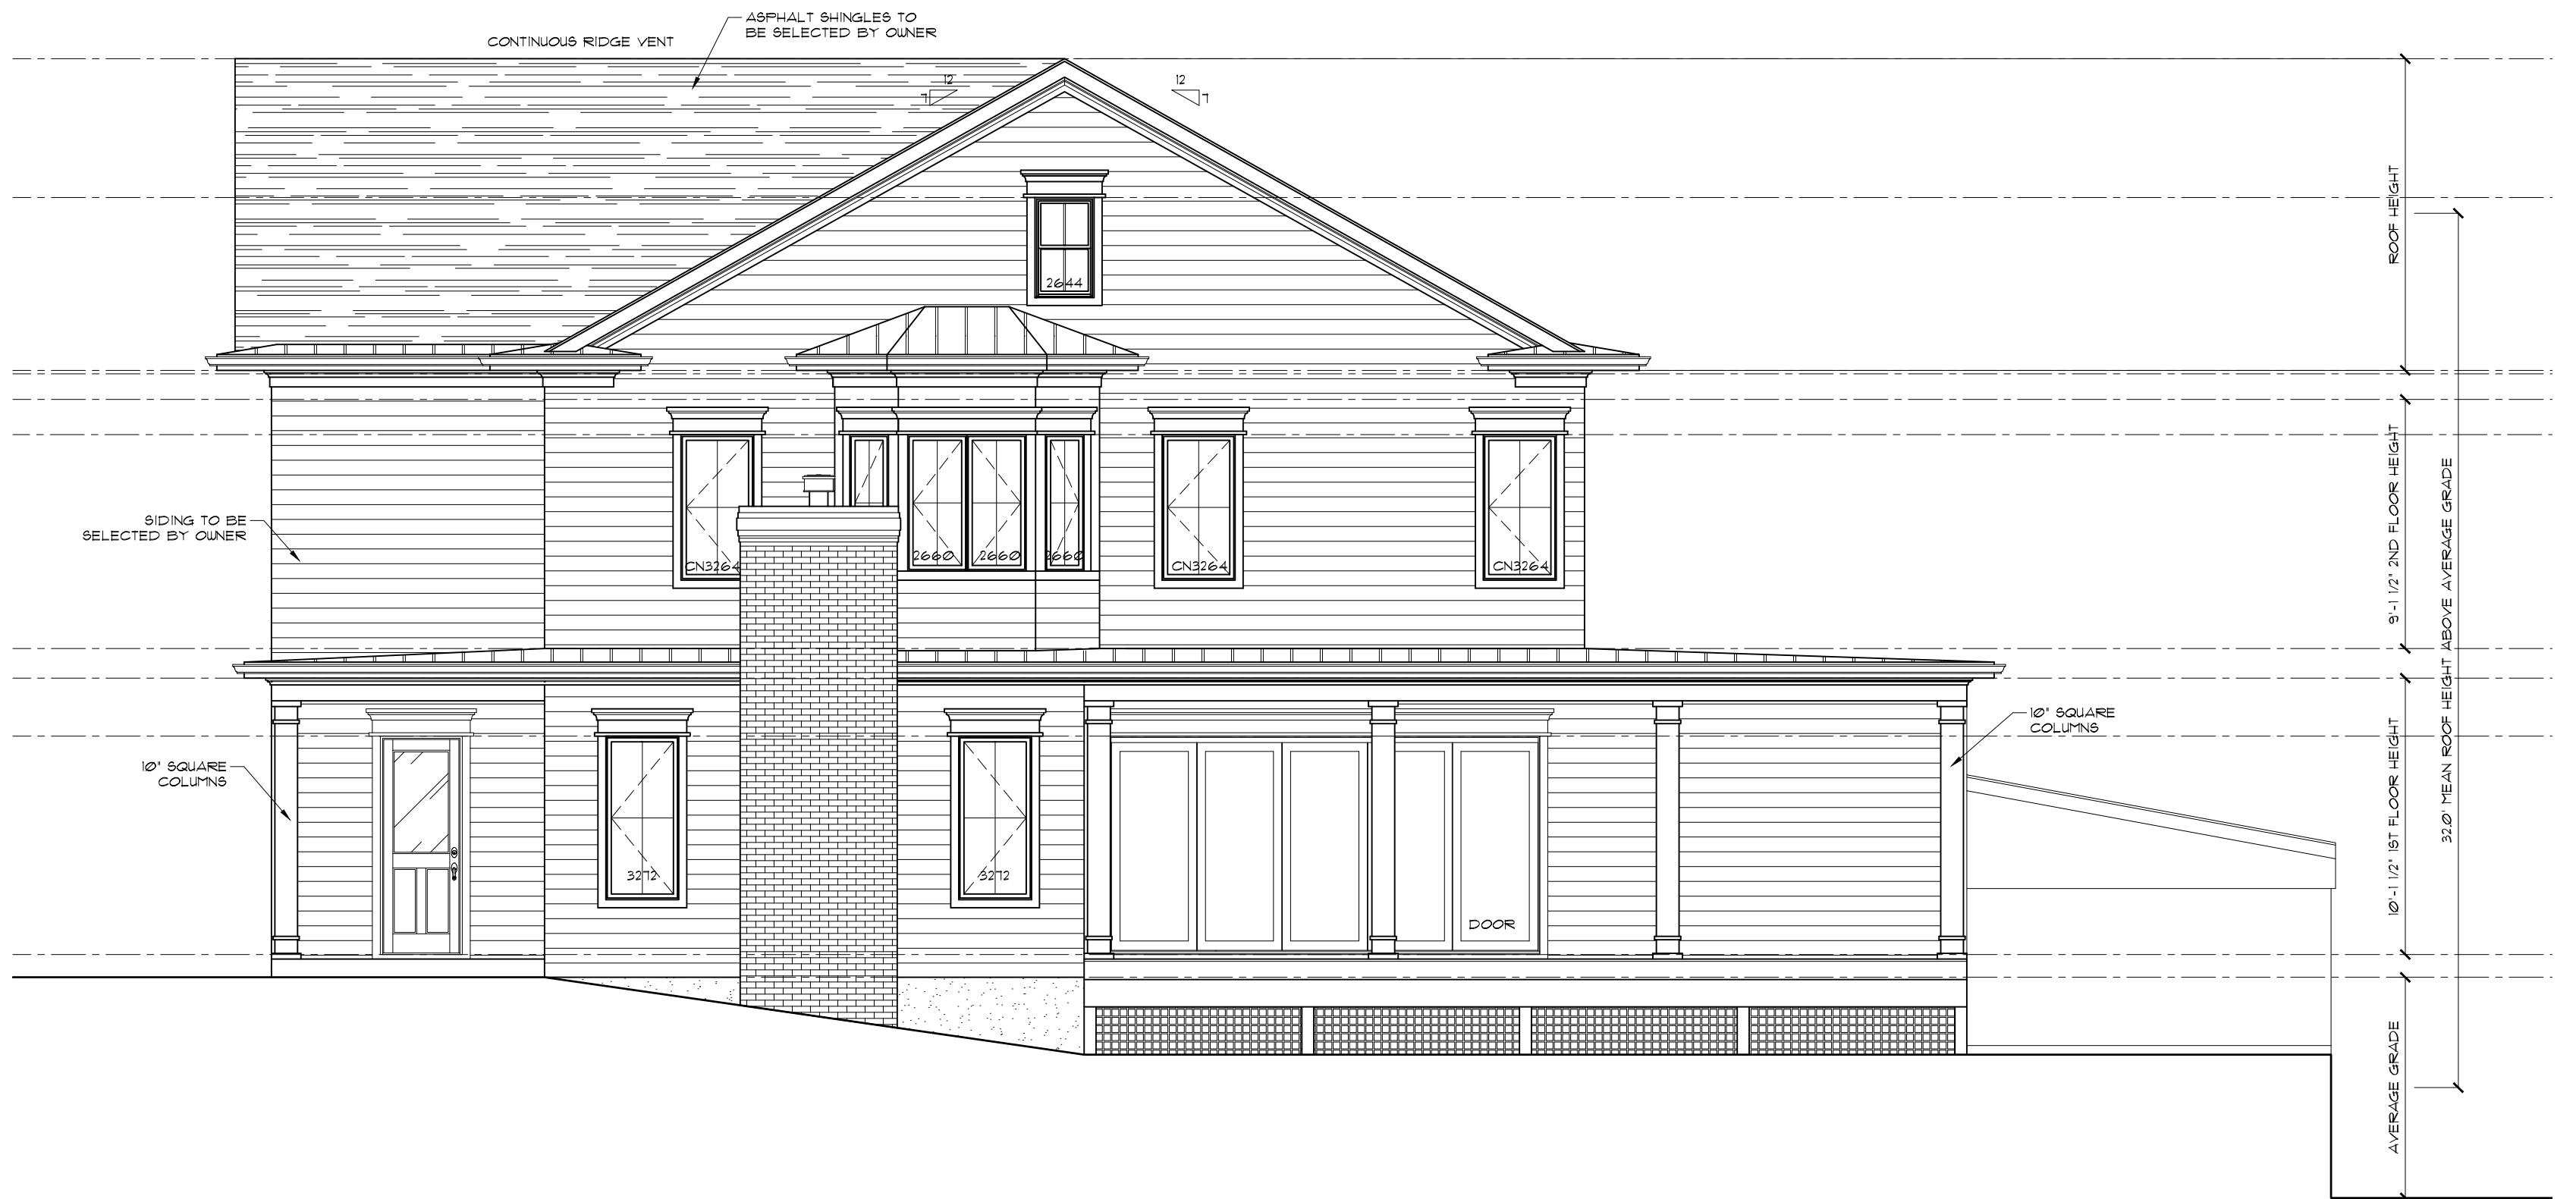 ASPHALT SHINGLES TO
BE SELECTED BY OWNER
CONTINUOUS RIDGE VENT
12
7
12
7
ROOF HEIGHT
2644
9'-1 1/2" 2ND FLOOR HEIGHT
32.0' MEAN ROOF HEIGHT ABOVE AVERAGE GRADE
SIDING TO BE
SELECTED BY OWNER
CN3264
2660
2660
2660
CN3264
CN3264
10" SQUARE
COLUMNS
10" SQUARE
COLUMNS
10'-1 1/2" 1ST FLOOR HEIGHT
3272
3272
DOOR
AVERAGE GRADE